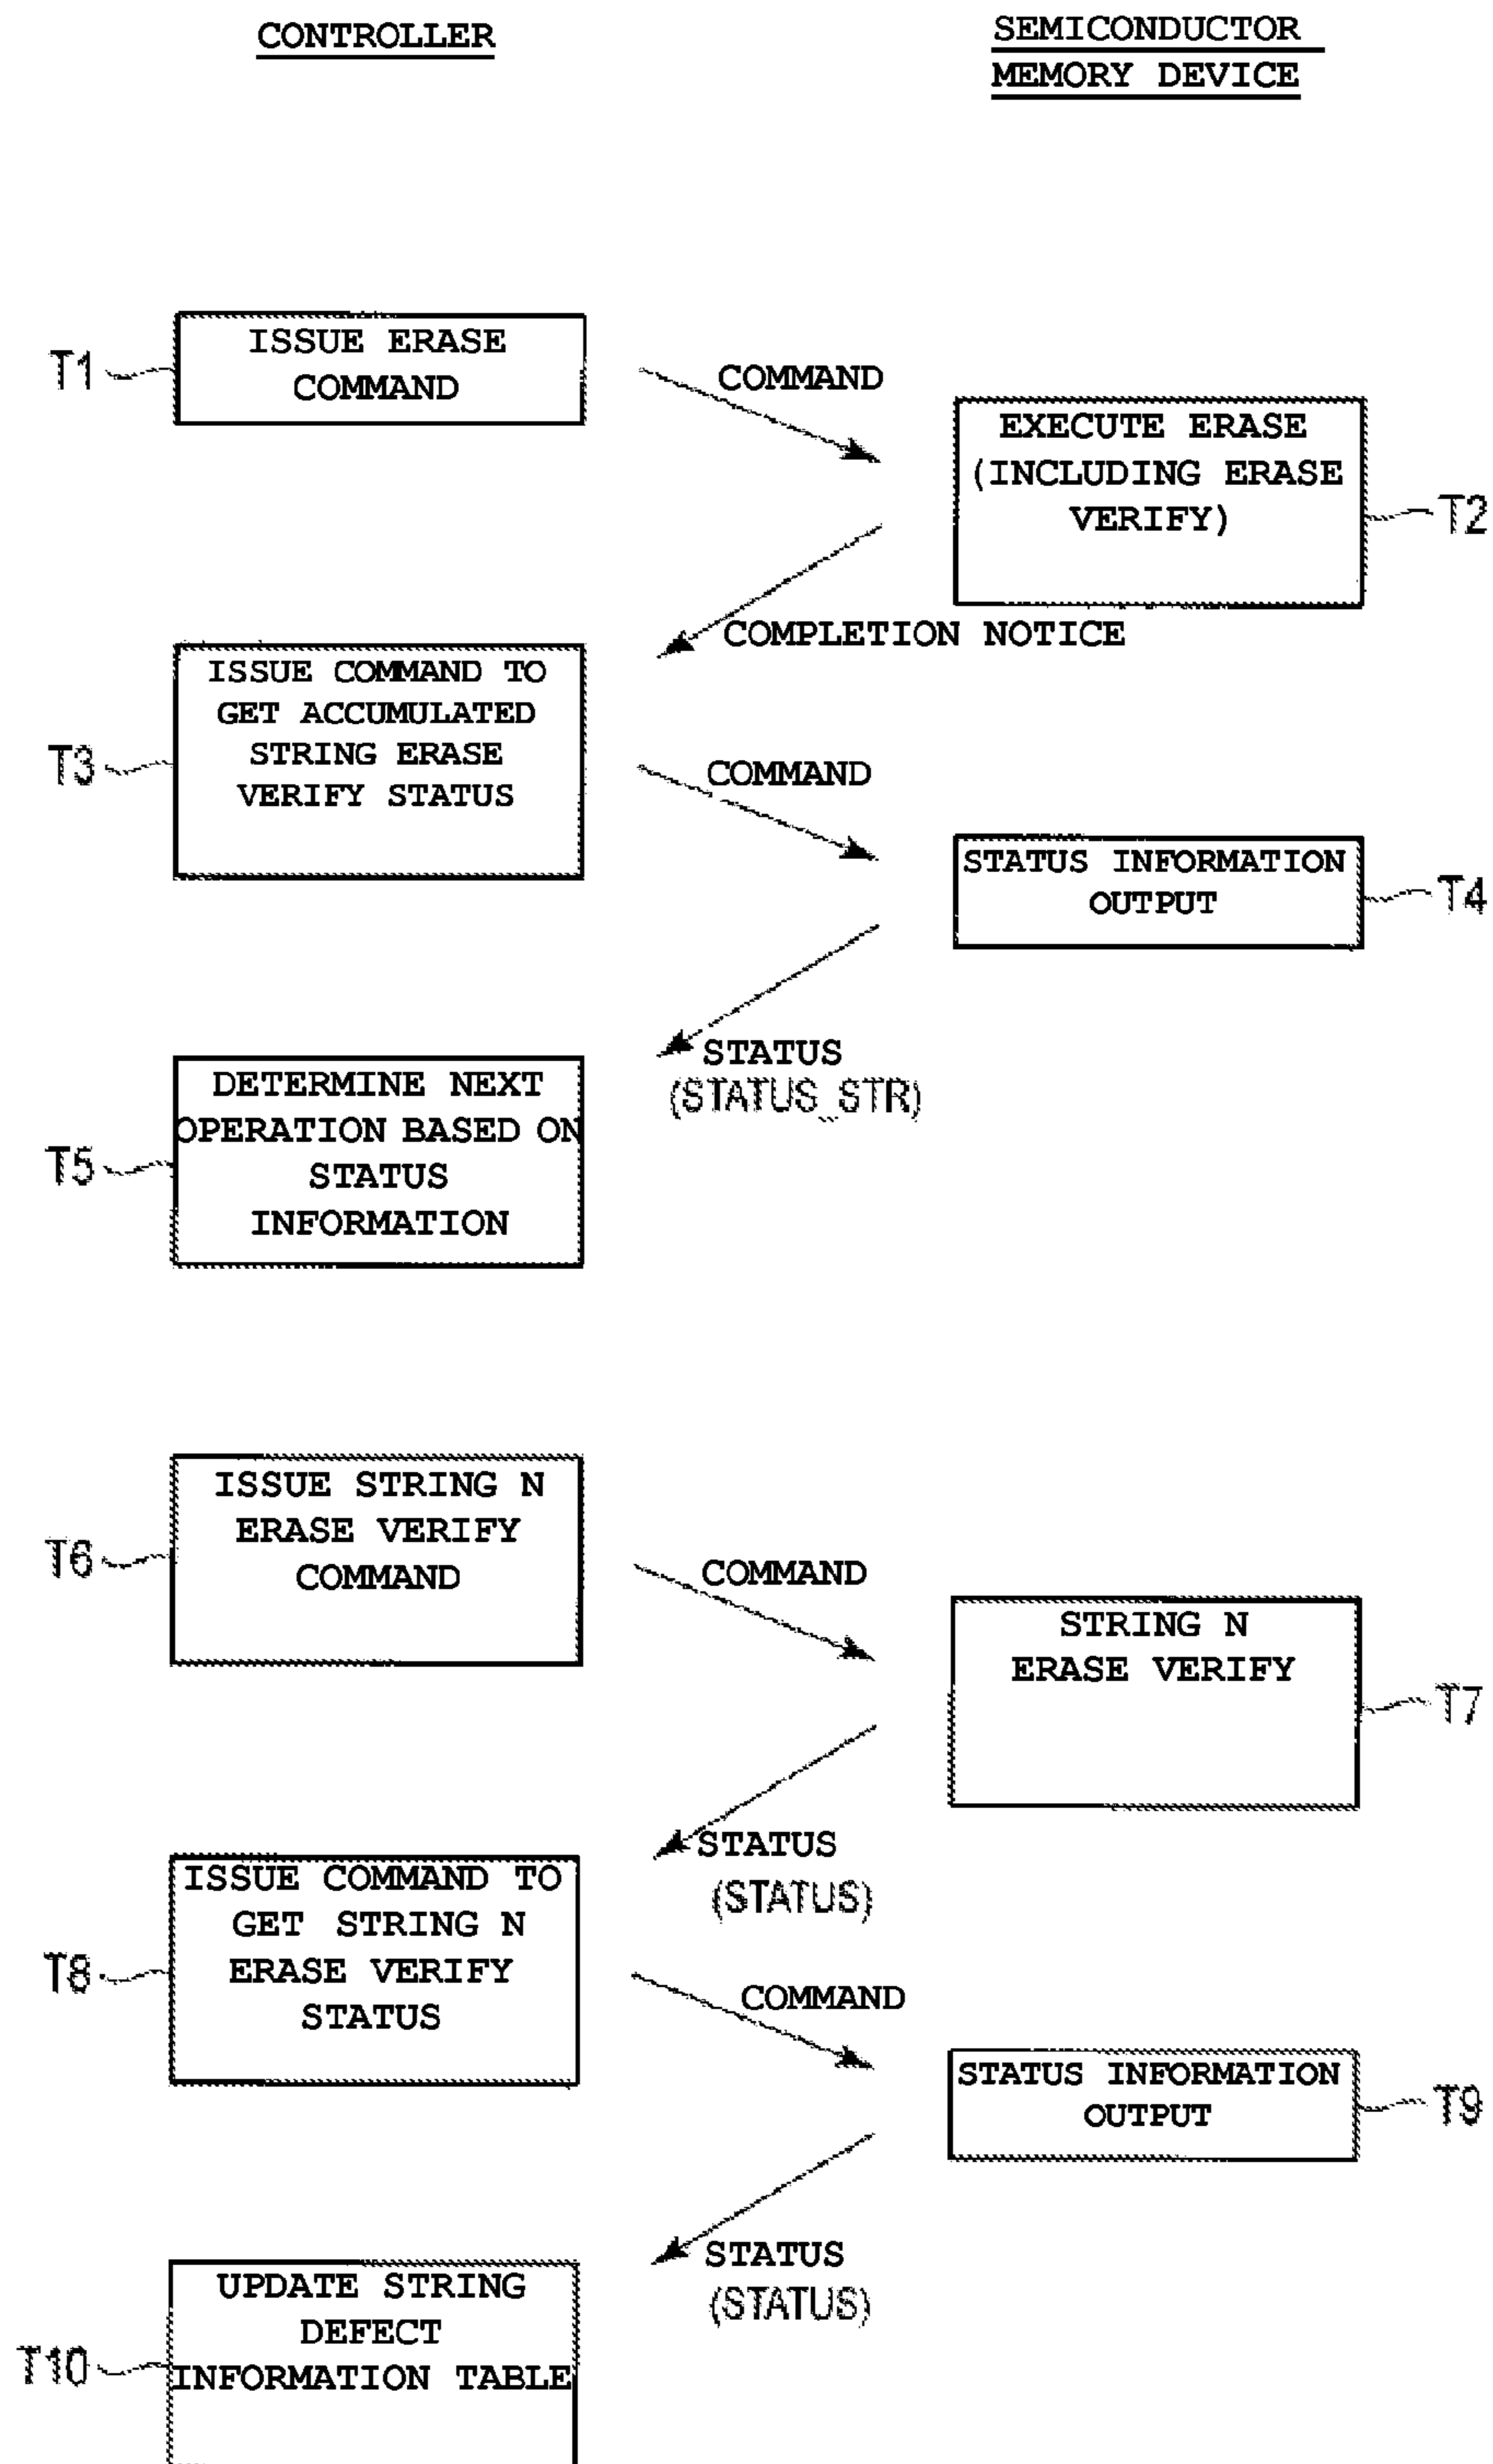 CONTROLLER
SEMICONDUCTOR
MEMORY DEVICE
T1
ISSUE ERASE
COMMAND
COMMAND
EXECUTE ERASE
(INCLUDING ERASE
VERIFY)
T2
COMPLETION NOTICE
T3
ISSUE COMMAND TO
GET ACCUMULATED
STRING ERASE
VERIFY STATUS
COMMAND
STATUS INFORMATION
OUTPUT
T4
STATUS
(STATUS_STR)
T5
DETERMINE NEXT
OPERATION BASED ON
STATUS
INFORMATION
T6
ISSUE STRING N
ERASE VERIFY
COMMAND
COMMAND
STRING N
ERASE VERIFY
T7
STATUS
(STATUS)
T8
ISSUE COMMAND TO
GET STRING N
ERASE VERIFY
STATUS
COMMAND
STATUS INFORMATION
OUTPUT
T9
STATUS
(STATUS)
T10
UPDATE STRING
DEFECT
INFORMATION TABLE